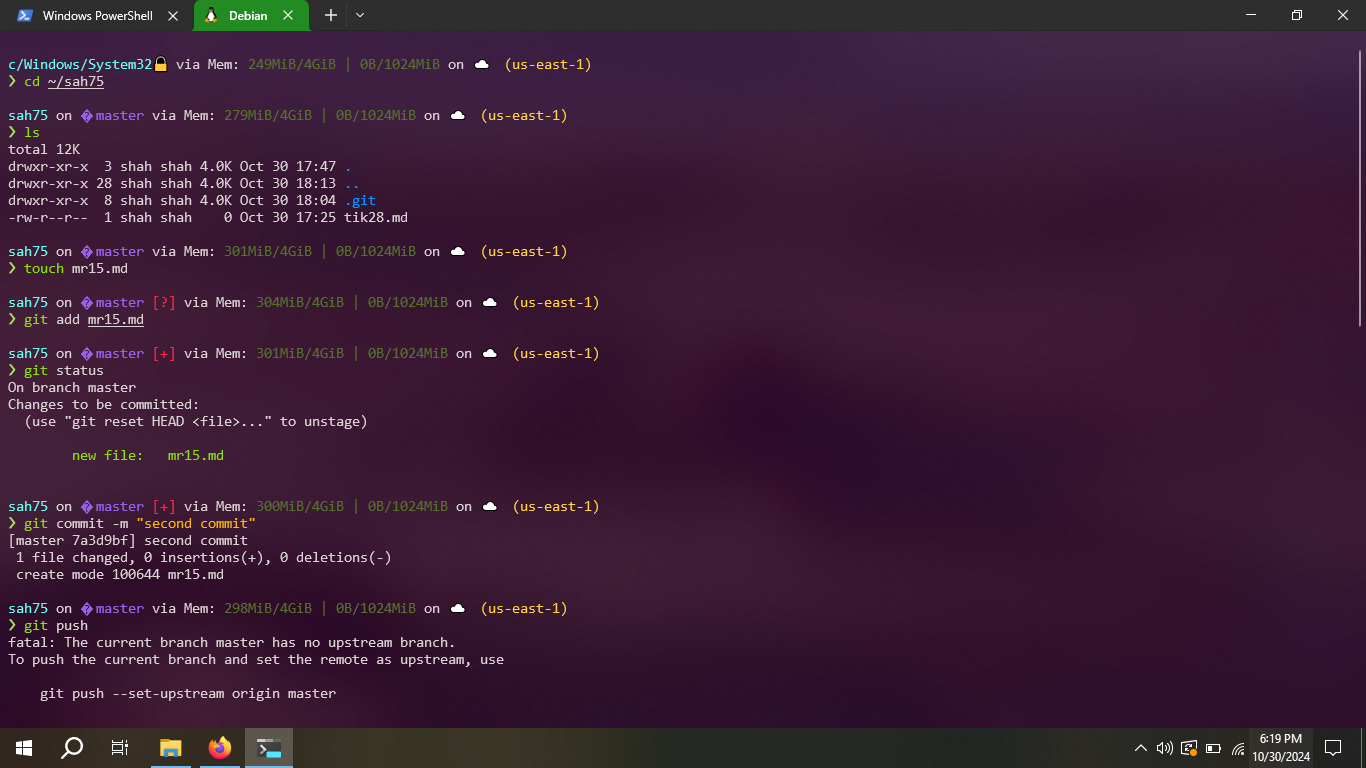 Windows PowerShell
Debian
c/Windows/System32🔒 via Mem: 249MiB/4GiB | 0B/1024MiB on ☁ (us-east-1)
❯ cd ~/sah75
sah75 on �master via Mem: 279MiB/4GiB | 0B/1024MiB on ☁ (us-east-1)
❯ ls
total 12K
drwxr-xr-x  3 shah shah 4.0K Oct 30 17:47 .
drwxr-xr-x 28 shah shah 4.0K Oct 30 18:13 ..
drwxr-xr-x  8 shah shah 4.0K Oct 30 18:04 .git
-rw-r--r--  1 shah shah    0 Oct 30 17:25 tik28.md
sah75 on �master via Mem: 301MiB/4GiB | 0B/1024MiB on ☁ (us-east-1)
❯ touch mr15.md
sah75 on �master [?] via Mem: 304MiB/4GiB | 0B/1024MiB on ☁ (us-east-1)
❯ git add mr15.md
sah75 on �master [+] via Mem: 301MiB/4GiB | 0B/1024MiB on ☁ (us-east-1)
❯ git status
On branch master
Changes to be committed:
  (use "git reset HEAD <file>..." to unstage)
        new file:   mr15.md
sah75 on �master [+] via Mem: 300MiB/4GiB | 0B/1024MiB on ☁ (us-east-1)
❯ git commit -m "second commit"
[master 7a3d9bf] second commit
 1 file changed, 0 insertions(+), 0 deletions(-)
 create mode 100644 mr15.md
sah75 on �master via Mem: 298MiB/4GiB | 0B/1024MiB on ☁ (us-east-1)
❯ git push
fatal: The current branch master has no upstream branch.
To push the current branch and set the remote as upstream, use
    git push --set-upstream origin master
6:19 PM
10/30/2024